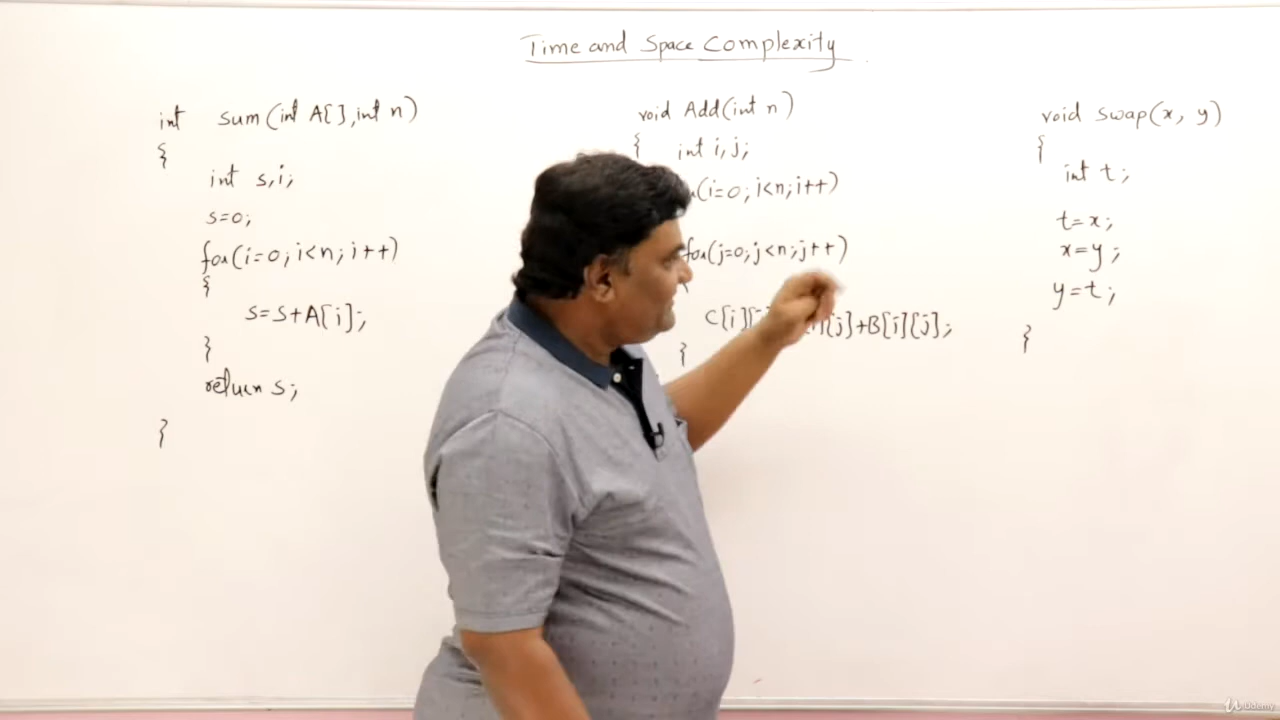 Time and Space Complexity
int sum(int A[],int n)
{
int s,i;
s=0;
for(i=0;i<n;i++)
{
s=s+A[i];
}
return s;
}
void Add(int n)
{
int i,j;
(i=0;i<n;i++)
for(j=0;j<n;j++)
C[i][ [j]+B[i][j];
}
void swap(x, y)
{
int t;
t=x;
x=y;
y=t;
}
Udemy